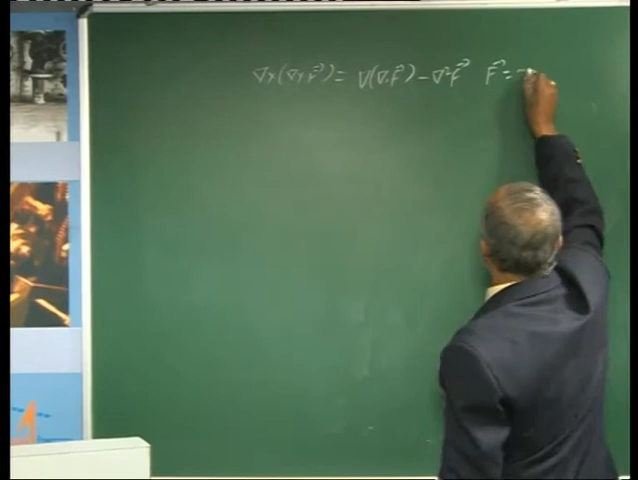 ∇×(∇×F⃗) = ∇(∇.F⃗) − ∇²F⃗ F⃗ =